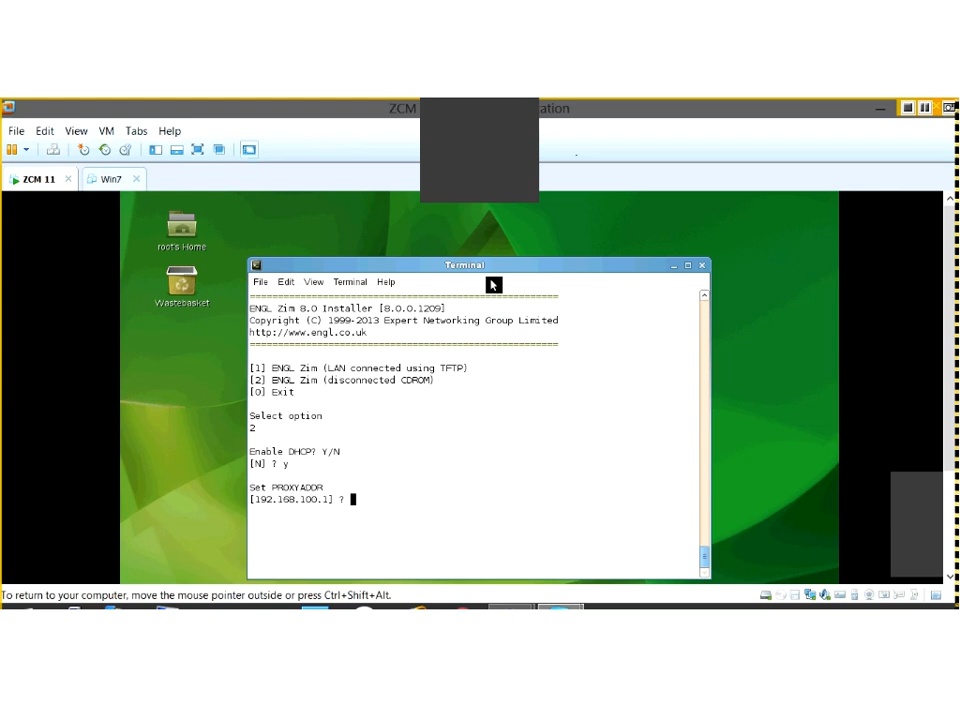 ZCM
ation
File Edit View VM Tabs Help
ZCM 11
Win7
root's Home
Wastebasket
Terminal
File Edit View Terminal Help
==========================================================
ENGL Zim 8.0 Installer [8.0.0.1209]
Copyright (C) 1999-2013 Expert Networking Group Limited
http://www.engl.co.uk
==========================================================
[1] ENGL Zim (LAN connected using TFTP)
[2] ENGL Zim (disconnected CDROM)
[0] Exit
Select option
2
Enable DHCP? Y/N
[N] ? y
Set PROXYADDR
[192.168.100.1] ?
To return to your computer, move the mouse pointer outside or press Ctrl+Shift+Alt.